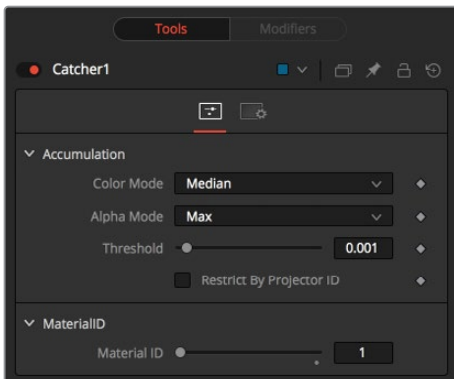 Tools Modifiers
Catcher1
Accumulation
Color Mode Median
Alpha Mode Max
Threshold 0.001
Restrict By Projector ID
MaterialID
Material ID 1